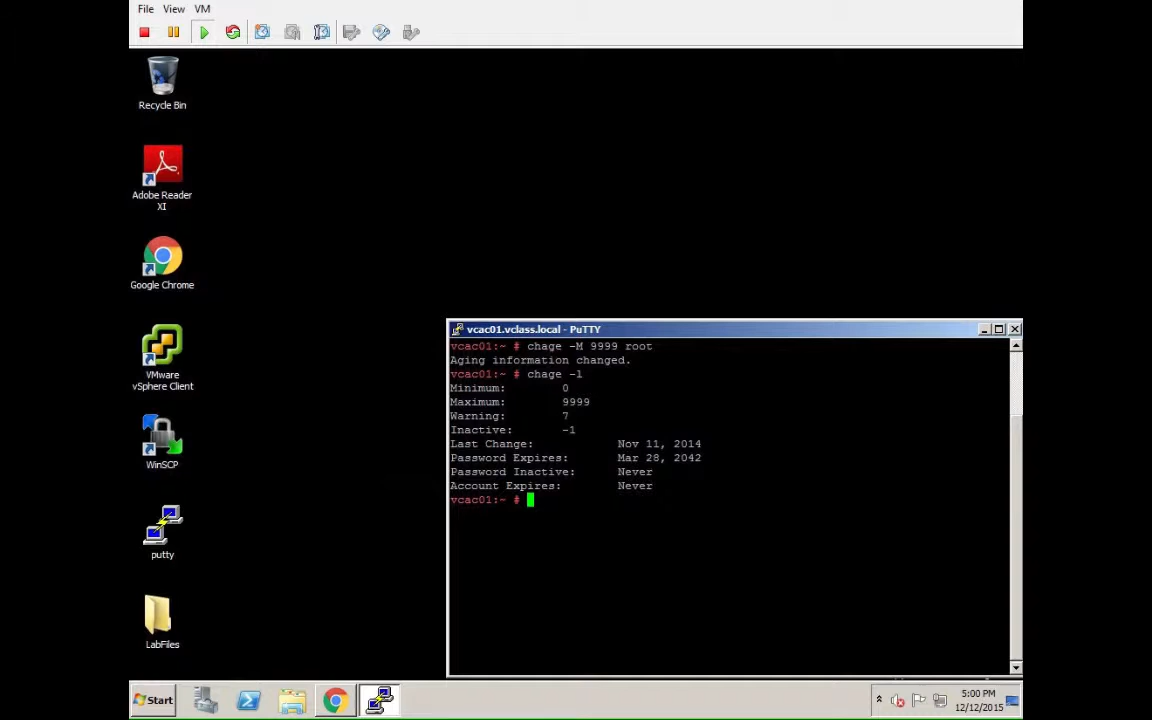 File View VM
Recycle Bin
Adobe Reader
XI
Google Chrome
VMware
vSphere Client
WinSCP
putty
LabFiles
vcac01.vclass.local - PuTTY
vcac01:~ # chage -M 9999 root
Aging information changed.
vcac01:~ # chage -l
Minimum: 0
Maximum: 9999
Warning: 7
Inactive: -1
Last Change: Nov 11, 2014
Password Expires: Mar 28, 2042
Password Inactive: Never
Account Expires: Never
vcac01:~ #
Start
5:00 PM
12/12/2015